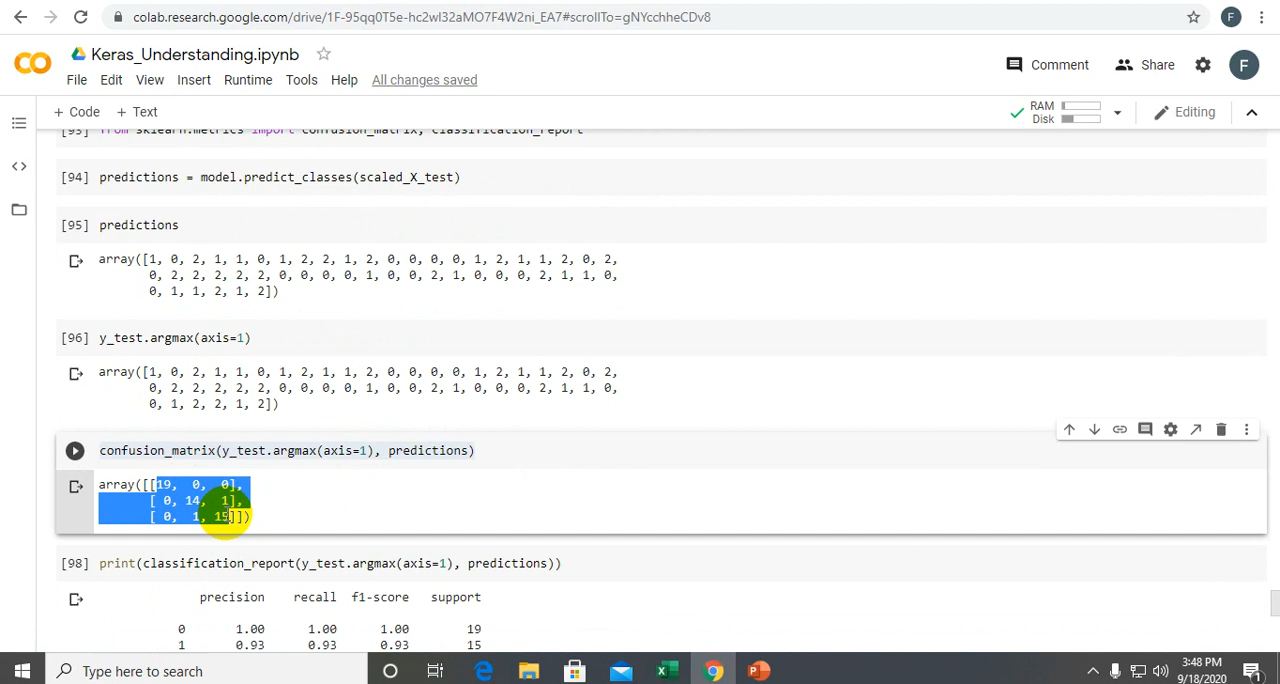 colab.research.google.com/drive/1F-95qq0T5e-hc2wl32aMO7F4W2ni_EA7#scrollTo=gNYcchheCDv8
F
Keras_Understanding.ipynb
File Edit View Insert Runtime Tools Help All changes saved
Comment Share F
+ Code + Text
RAM
Disk
Editing
[93] from sklearn.metrics import confusion_matrix, classification_report
[94] predictions = model.predict_classes(scaled_X_test)
[95] predictions
array([1, 0, 2, 1, 1, 0, 1, 2, 2, 1, 2, 0, 0, 0, 0, 1, 2, 1, 1, 2, 0, 2,
0, 2, 2, 2, 2, 2, 0, 0, 0, 0, 1, 0, 0, 2, 1, 0, 0, 0, 2, 1, 1, 0,
0, 1, 1, 2, 1, 2])
[96] y_test.argmax(axis=1)
array([1, 0, 2, 1, 1, 0, 1, 2, 1, 1, 2, 0, 0, 0, 0, 1, 2, 1, 1, 2, 0, 2,
0, 2, 2, 2, 2, 2, 0, 0, 0, 0, 1, 0, 0, 2, 1, 0, 0, 0, 2, 1, 1, 0,
0, 1, 2, 2, 1, 2])
confusion_matrix(y_test.argmax(axis=1), predictions)
array([[19, 0, 0],
[ 0, 14, 1],
[ 0, 1, 15]])
[98] print(classification_report(y_test.argmax(axis=1), predictions))
precision recall f1-score support
0 1.00 1.00 1.00 19
1 0.93 0.93 0.93 15
Type here to search
3:48 PM
9/18/2020
1